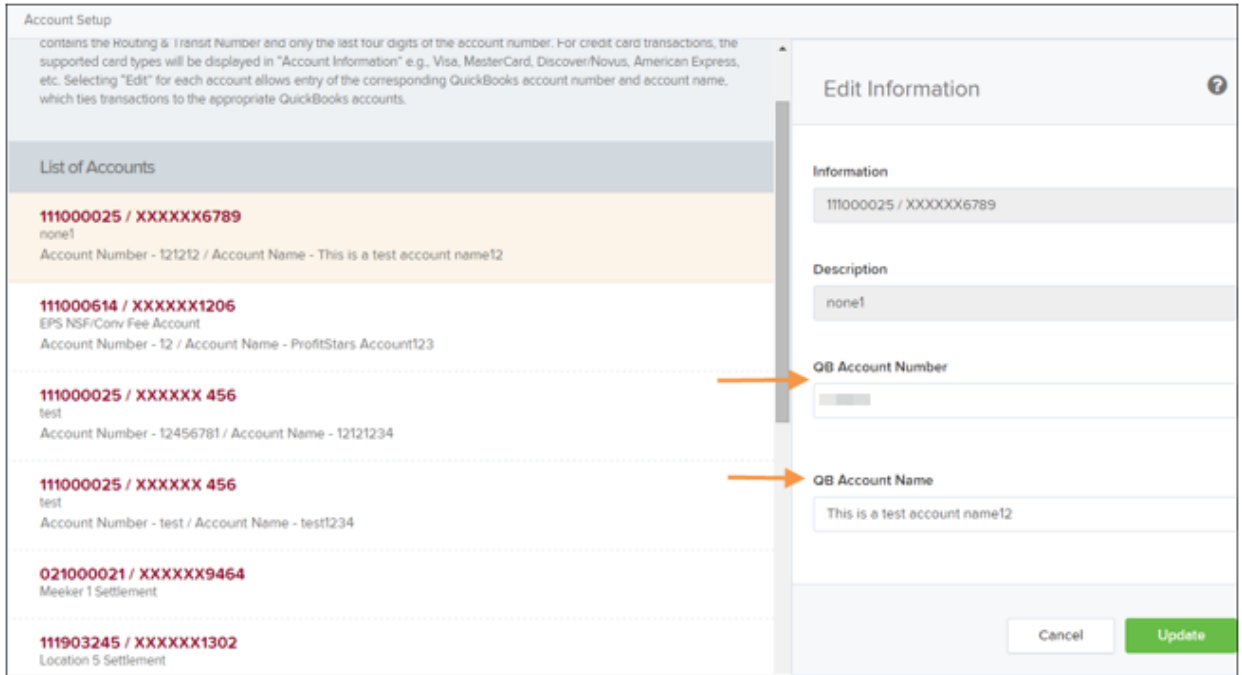 Account Setup
contains the Routing & Transit Number and only the last four digits of the account number. For credit card transactions, the
supported card types will be displayed in "Account Information" e.g., Visa, MasterCard, Discover/Novus, American Express,
etc. Selecting "Edit" for each account allows entry of the corresponding QuickBooks account number and account name,
which ties transactions to the appropriate QuickBooks accounts.
List of Accounts
111000025 / XXXXXX6789
none1
Account Number - 121212 / Account Name - This is a test account name12
111000614 / XXXXXX1206
EPS NSF/Conv Fee Account
Account Number - 12 / Account Name - ProfitStars Account123
111000025 / XXXXXX 456
test
Account Number - 12456781 / Account Name - 12121234
111000025 / XXXXXX 456
test
Account Number - test / Account Name - test1234
021000021 / XXXXXX9464
Meeker 1 Settlement
111903245 / XXXXXX1302
Location 5 Settlement
Edit Information
?
Information
111000025 / XXXXXX6789
Description
none1
QB Account Number
QB Account Name
This is a test account name12
Cancel
Update